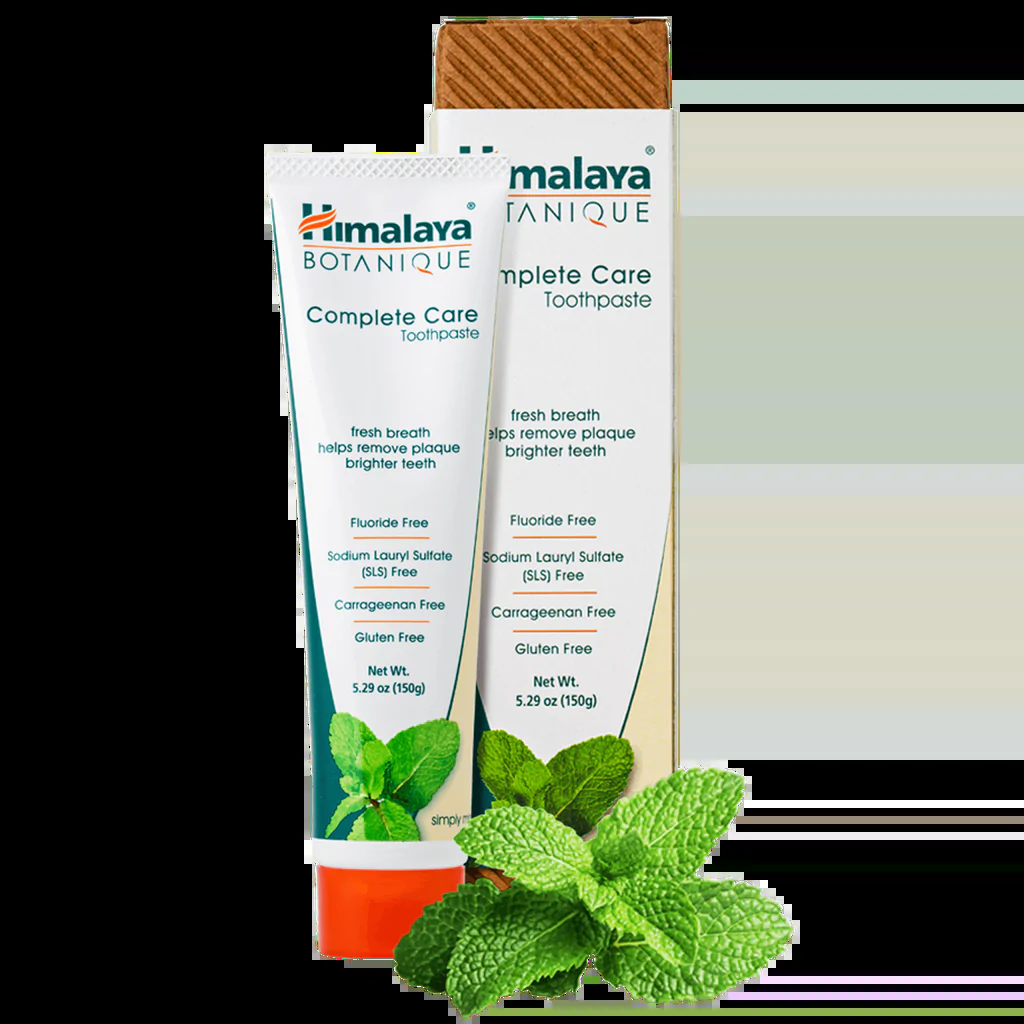 Himalaya®
BOTANIQUE
Complete Care
Toothpaste
fresh breath
helps remove plaque
brighter teeth
Fluoride Free
Sodium Lauryl Sulfate
(SLS) Free
Carrageenan Free
Gluten Free
Net Wt.
5.29 oz (150g)
simply
malaya®
TANIQUE
mplete Care
Toothpaste
fresh breath
elps remove plaque
brighter teeth
Fluoride Free
Sodium Lauryl Sulfate
(SLS) Free
Carrageenan Free
Gluten Free
Net Wt.
5.29 oz (150g)